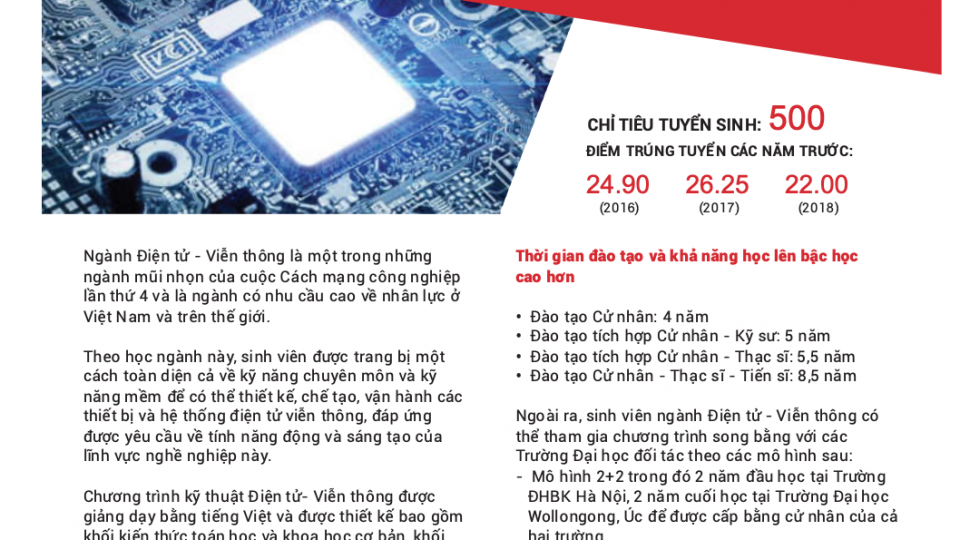 CHỈ TIÊU TUYỂN SINH: 500
ĐIỂM TRÚNG TUYỂN CÁC NĂM TRƯỚC:
24.90 26.25 22.00
(2016) (2017) (2018)
Ngành Điện tử - Viễn thông là một trong những
ngành mũi nhọn của cuộc Cách mạng công nghiệp
lần thứ 4 và là ngành có nhu cầu cao về nhân lực ở
Việt Nam và trên thế giới.
Theo học ngành này, sinh viên được trang bị một
cách toàn diện cả về kỹ năng chuyên môn và kỹ
năng mềm để có thể thiết kế, chế tạo, vận hành các
thiết bị và hệ thống điện tử viễn thông, đáp ứng
được yêu cầu về tính năng động và sáng tạo của
lĩnh vực nghề nghiệp này.
Chương trình kỹ thuật Điện tử- Viễn thông được
giảng dạy bằng tiếng Việt và được thiết kế bao gồm
khối kiến thức toán học và khoa học cơ bản, khối
Thời gian đào tạo và khả năng học lên bậc học
cao hơn
• Đào tạo Cử nhân: 4 năm
• Đào tạo tích hợp Cử nhân - Kỹ sư: 5 năm
• Đào tạo tích hợp Cử nhân - Thạc sĩ: 5,5 năm
• Đào tạo Cử nhân - Thạc sĩ - Tiến sĩ: 8,5 năm
Ngoài ra, sinh viên ngành Điện tử - Viễn thông có
thể tham gia chương trình song bằng với các
Trường Đại học đối tác theo các mô hình sau:
- Mô hình 2+2 trong đó 2 năm đầu học tại Trường
ĐHBK Hà Nội, 2 năm cuối học tại Trường Đại học
Wollongong, Úc để được cấp bằng cử nhân của cả
hai trường